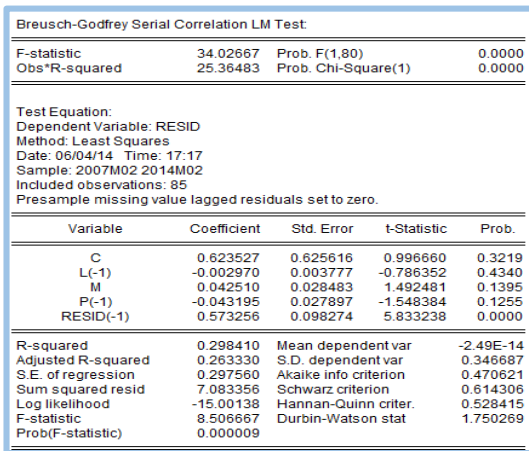 Breusch-Godfrey Serial Correlation LM Test:
F-statistic 34.02667 Prob. F(1,80) 0.0000
Obs*R-squared 25.36483 Prob. Chi-Square(1) 0.0000
Test Equation:
Dependent Variable: RESID
Method: Least Squares
Date: 06/04/14 Time: 17:17
Sample: 2007M02 2014M02
Included observations: 85
Presample missing value lagged residuals set to zero.
Variable Coefficient Std. Error t-Statistic Prob.
C 0.623527 0.625616 0.996660 0.3219
L(-1) -0.002970 0.003777 -0.786352 0.4340
M 0.042510 0.028483 1.492481 0.1395
P(-1) -0.043195 0.027897 -1.548384 0.1255
RESID(-1) 0.573256 0.098274 5.833238 0.0000
R-squared 0.298410 Mean dependent var -2.49E-14
Adjusted R-squared 0.263330 S.D. dependent var 0.346687
S.E. of regression 0.297560 Akaike info criterion 0.470621
Sum squared resid 7.083356 Schwarz criterion 0.614306
Log likelihood -15.00138 Hannan-Quinn criter. 0.528415
F-statistic 8.506667 Durbin-Watson stat 1.750269
Prob(F-statistic) 0.000009